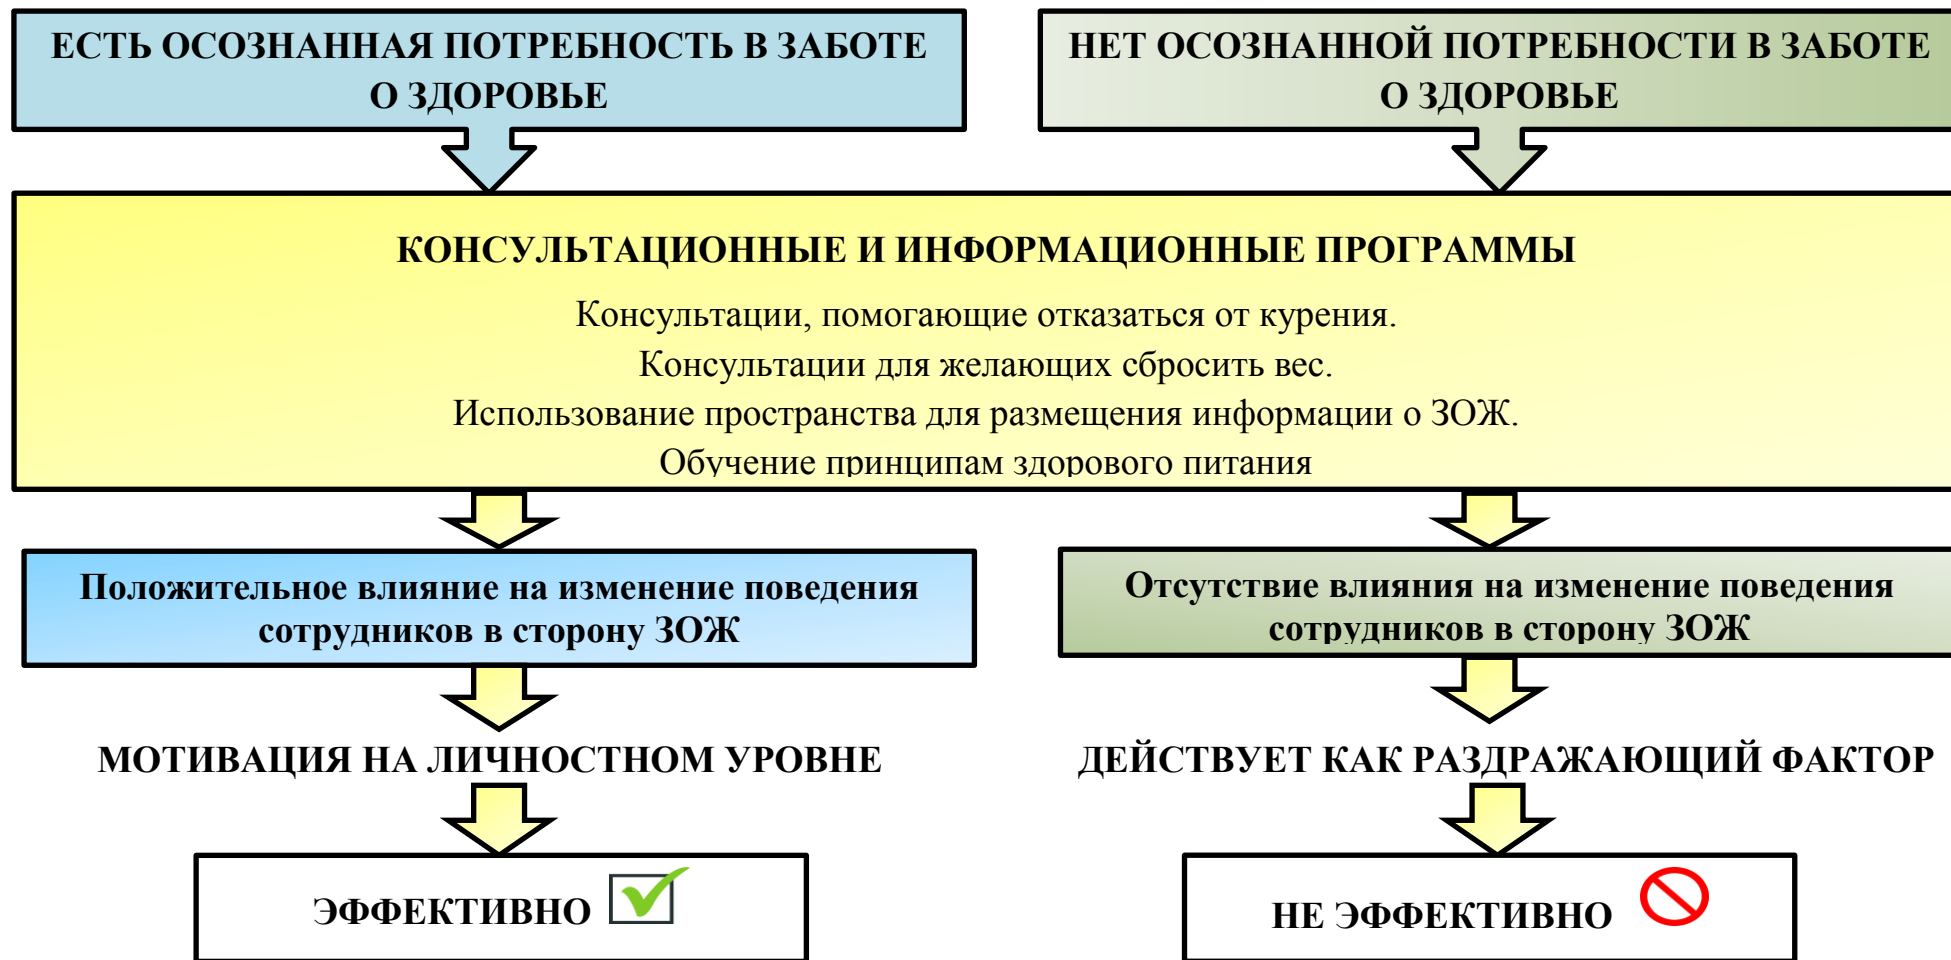 ЕСТЬ ОСОЗНАННАЯ ПОТРЕБНОСТЬ В ЗАБОТЕ
О ЗДОРОВЬЕ
НЕТ ОСОЗНАННОЙ ПОТРЕБНОСТИ В ЗАБОТЕ
О ЗДОРОВЬЕ
КОНСУЛЬТАЦИОННЫЕ И ИНФОРМАЦИОННЫЕ ПРОГРАММЫ
Консультации, помогающие отказаться от курения.
Консультации для желающих сбросить вес.
Использование пространства для размещения информации о ЗОЖ.
Обучение принципам здорового питания
Положительное влияние на изменение поведения
сотрудников в сторону ЗОЖ
Отсутствие влияния на изменение поведения
сотрудников в сторону ЗОЖ
МОТИВАЦИЯ НА ЛИЧНОСТНОМ УРОВНЕ
ДЕЙСТВУЕТ КАК РАЗДРАЖАЮЩИЙ ФАКТОР
ЭФФЕКТИВНО
НЕ ЭФФЕКТИВНО